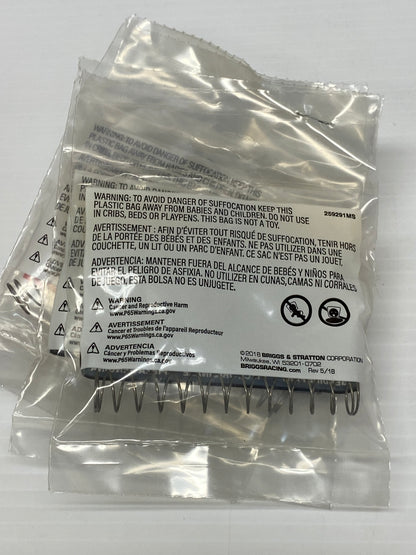 WARNING: TO AVOID DANGER OF SUFFOCATION KEEP THIS
PLASTIC BAG AWAY FROM BABIES AND CHILDREN. DO NOT USE
IN CRIBS, BEDS OR PLAYPENS. THIS BAG IS NOT A TOY.
259291MS
AVERTISSEMENT : AFIN D'ÉVITER TOUT RISQUÉ DE SUFFOCATION, TENIR HORS
DE LA PORTÉE DES BÉBÉS ET DES ENFANTS. NE PAS UTILIZER DANS UNE
COUCHETTE, UN LIT OU UN PARC D'ENFANT. CE SAC N'EST PAS UN JOUET.
ADVERTENCIA: MANTENER FUERA DEL ALCANCE DE BEBÉS Y NIÑOS PARA
EVITAR EL PELIGRO DE ASFIXIA. NO UTILIZAR EN CUNAS, CAMAS NI CORRALES
DEJUEGO. ESTA BOLSA NO ES UNJUGETE.
WARNING
Cancer and Reproductive Harm
www.P65Warnings.ca.gov
AVERTISSEMENT
Cáncer et Troubles de l'appareil Reproducteur
www.P65Warnings.ca.gov
ADVERTENCIA
Cáncer y Problemas Reproductivos
www.P65Warnings.ca.gov
©2018 BRIGGS & STRATTON CORPORATION
Milwaukee, WI 53201-0702
BRIGGSRACING.com Rev 5/18